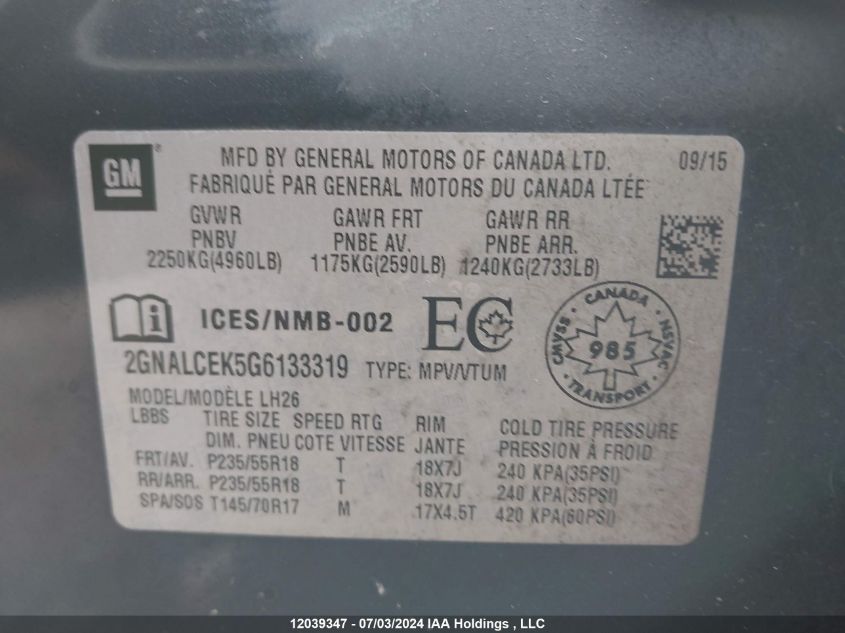 GM
MFD BY GENERAL MOTORS OF CANADA LTD. 09/15
FABRIQUÉ PAR GENERAL MOTORS DU CANADA LTÉE
GVWR GAWR FRT GAWR RR
PNBV PNBE AV. PNBE ARR.
2250KG(4960LB) 1175KG(2590LB) 1240KG(2733LB)
i ICES/NMB-002 EC
CANADA
CMVSS 985 NSVAC
TRANSPORT
2GNALCEK5G6133319 TYPE: MPV/VTUM
MODEL/MODÈLE LH26
LBBS TIRE SIZE SPEED RTG RIM COLD TIRE PRESSURE
DIM. PNEU COTE VITESSE JANTE PRESSION À FROID
FRT/AV. P235/55R18 T 18X7J 240 KPA(35PSI)
RR/ARR. P235/55R18 T 18X7J 240 KPA(35PSI)
SPA/SOS T145/70R17 M 17X4.5T 420 KPA(60PSI)
12039347 - 07/03/2024 IAA Holdings , LLC